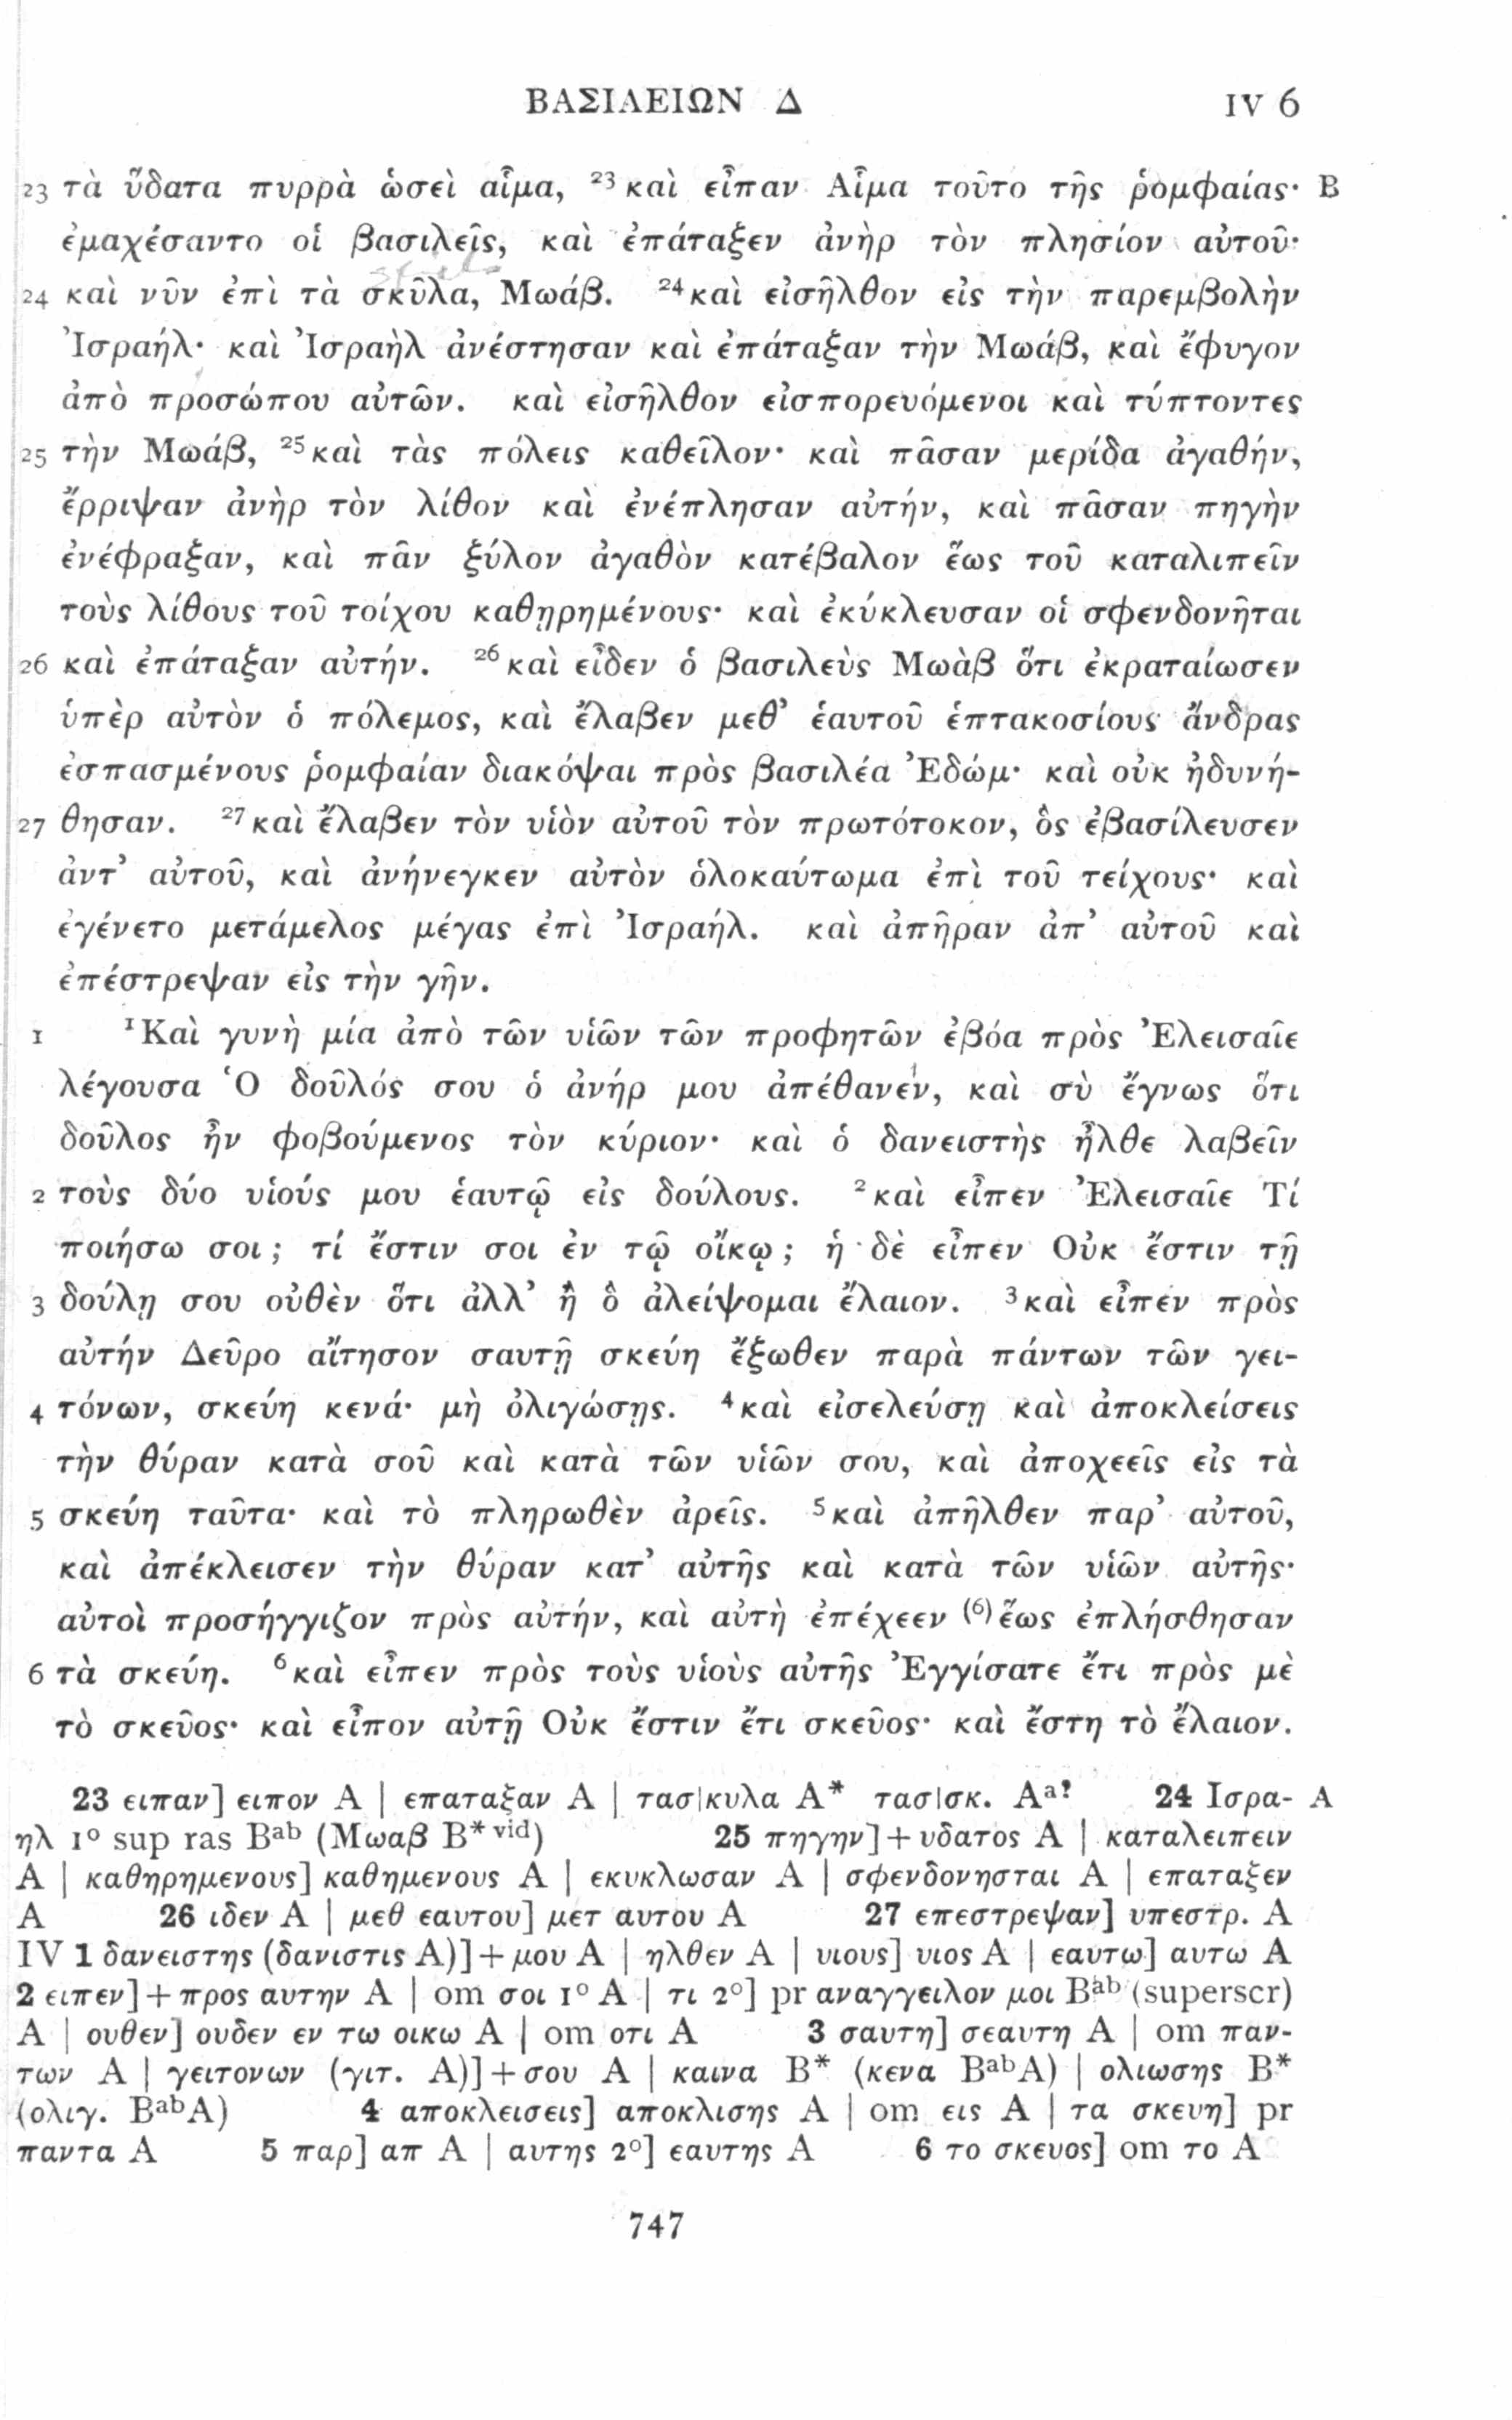 ΒΑΣΙΛΕΙΩΝ Δ IV 6
23 τὰ ὕδατα πυρρὰ ὡσεὶ αἷμα, ²³καὶ εἶπαν Αἷμα τοῦτο τῆς ῥομφαίας· B
ἐμαχέσαντο οἱ βασιλεῖς, καὶ ἐπάταξεν ἀνὴρ τὸν πλησίον αὐτοῦ·
24 καὶ νῦν ἐπὶ τὰ σκῦλα, Μωάβ. ²⁴καὶ εἰσῆλθον εἰς τὴν παρεμβολὴν
Ἰσραήλ· καὶ Ἰσραὴλ ἀνέστησαν καὶ ἐπάταξαν τὴν Μωάβ, καὶ ἔφυγον
ἀπὸ προσώπου αὐτῶν. καὶ εἰσῆλθον εἰσπορευόμενοι καὶ τύπτοντες
25 τὴν Μωάβ, ²⁵καὶ τὰς πόλεις καθεῖλον· καὶ πᾶσαν μερίδα ἀγαθήν,
ἔρριψαν ἀνὴρ τὸν λίθον καὶ ἐνέπλησαν αὐτήν, καὶ πᾶσαν πηγὴν
ἐνέφραξαν, καὶ πᾶν ξύλον ἀγαθὸν κατέβαλον ἕως τοῦ καταλιπεῖν
τοὺς λίθους τοῦ τοίχου καθῃρημένους· καὶ ἐκύκλευσαν οἱ σφενδονῆται
26 καὶ ἐπάταξαν αὐτήν. ²⁶καὶ εἶδεν ὁ βασιλεὺς Μωὰβ ὅτι ἐκραταίωσεν
ὑπὲρ αὐτὸν ὁ πόλεμος, καὶ ἔλαβεν μεθ’ ἑαυτοῦ ἑπτακοσίους ἄνδρας
ἐσπασμένους ῥομφαίαν διακόψαι πρὸς βασιλέα Ἐδώμ· καὶ οὐκ ἠδυνή-
27 θησαν. ²⁷καὶ ἔλαβεν τὸν υἱὸν αὐτοῦ τὸν πρωτότοκον, ὃς ἐβασίλευσεν
ἀντ’ αὐτοῦ, καὶ ἀνήνεγκεν αὐτὸν ὁλοκαύτωμα ἐπὶ τοῦ τείχους· καὶ
ἐγένετο μετάμελος μέγας ἐπὶ Ἰσραήλ. καὶ ἀπῆραν ἀπ’ αὐτοῦ καὶ
ἐπέστρεψαν εἰς τὴν γῆν.
1 ¹Καὶ γυνὴ μία ἀπὸ τῶν υἱῶν τῶν προφητῶν ἐβόα πρὸς Ἐλεισαῖε
λέγουσα Ὁ δοῦλός σου ὁ ἀνήρ μου ἀπέθανεν, καὶ σὺ ἔγνως ὅτι
δοῦλος ἦν φοβούμενος τὸν κύριον· καὶ ὁ δανειστὴς ἦλθε λαβεῖν
2 τοὺς δύο υἱούς μου ἑαυτῷ εἰς δούλους. ²καὶ εἶπεν Ἐλεισαῖε Τί
ποιήσω σοι; τί ἔστιν σοι ἐν τῷ οἴκῳ; ἡ δὲ εἶπεν Οὐκ ἔστιν τῇ
3 δούλῃ σου οὐθὲν ὅτι ἀλλ’ ἢ ὃ ἀλείψομαι ἔλαιον. ³καὶ εἶπεν πρὸς
αὐτήν Δεῦρο αἴτησον σαυτῇ σκεύη ἔξωθεν παρὰ πάντων τῶν γει-
4 τόνων, σκεύη κενά· μὴ ὀλιγώσῃς. ⁴καὶ εἰσελεύσῃ καὶ ἀποκλείσεις
τὴν θύραν κατὰ σοῦ καὶ κατὰ τῶν υἱῶν σου, καὶ ἀποχεεῖς εἰς τὰ
5 σκεύη ταῦτα· καὶ τὸ πληρωθὲν ἀρεῖς. ⁵καὶ ἀπῆλθεν παρ’ αὐτοῦ,
καὶ ἀπέκλεισεν τὴν θύραν κατ’ αὐτῆς καὶ κατὰ τῶν υἱῶν αὐτῆς·
αὐτοὶ προσήγγιζον πρὸς αὐτήν, καὶ αὐτὴ ἐπέχεεν ⁽⁶⁾ἕως ἐπλήσθησαν
6 τὰ σκεύη. ⁶καὶ εἶπεν πρὸς τοὺς υἱοὺς αὐτῆς Ἐγγίσατε ἔτι πρὸς μὲ
τὸ σκεῦος· καὶ εἶπον αὐτῇ Οὐκ ἔστιν ἔτι σκεῦος· καὶ ἔστη τὸ ἔλαιον.
23 ειπαν] ειπον A | επαταξαν A | τασ|κυλα A* τασ|σκ. Aᵃ? 24 Ισρα- A
ηλ 1º sup ras Bᵃᵇ (Μωαβ B*ᵛⁱᵈ) 25 πηγην]+υδατος A | καταλειπειν
A | καθηρημενους] καθημενους A | εκυκλωσαν A | σφενδονησται A | επαταξεν
A 26 ιδεν A | μεθ εαυτου] μετ αυτου A 27 επεστρεψαν] υπεστρ. A
IV 1 δανειστης (δανιστις A)]+μου A | ηλθεν A | υιους] υιος A | εαυτω] αυτω A
2 ειπεν]+προς αυτην A | om σοι 1º A | τι 2º] pr αναγγειλον μοι Bᵃᵇ (superscr)
A | ουθεν] ουδεν εν τω οικω A | om οτι A 3 σαυτη] σεαυτη A | om παν-
των A | γειτονων (γιτ. A)]+σου A | καινα B* (κενα BᵃᵇA) | ολιωσης B*
(ολιγ. BᵃᵇA) 4 αποκλεισεις] αποκλισης A | om εις A | τα σκευη] pr
παντα A 5 παρ] απ A | αυτης 2º] εαυτης A 6 το σκευος] om το A
747